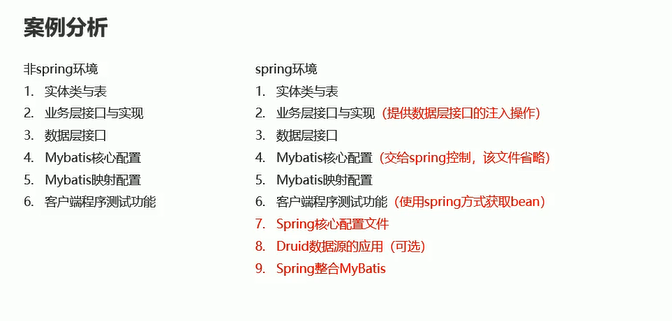 案例分析
非spring环境
1. 实体类与表
2. 业务层接口与实现
3. 数据层接口
4. Mybatis核心配置
5. Mybatis映射配置
6. 客户端程序测试功能
spring环境
1. 实体类与表
2. 业务层接口与实现（提供数据层接口的注入操作）
3. 数据层接口
4. Mybatis核心配置（交给spring控制，该文件省略）
5. Mybatis映射配置
6. 客户端程序测试功能（使用spring方式获取bean）
7. Spring核心配置文件
8. Druid数据源的应用（可选）
9. Spring整合MyBatis